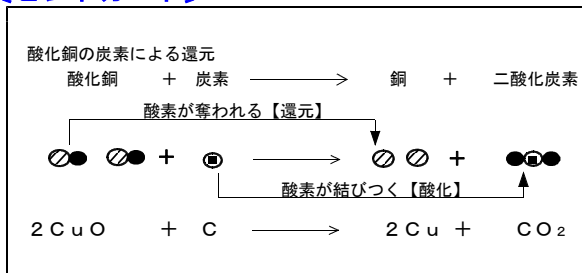 酸化銅の炭素による還元
酸化銅 + 炭素 → 銅 + 二酸化炭素
酸素が奪われる【還元】
+ → +
酸素が結びつく【酸化】
2CuO + C → 2Cu + CO₂